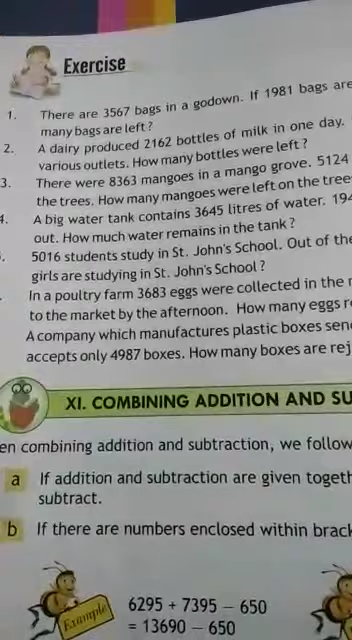 Exercise
1. There are 3567 bags in a godown. If 1981 bags are
many bags are left?
2. A dairy produced 2162 bottles of milk in one day.
various outlets. How many bottles were left?
3. There were 8363 mangoes in a mango grove. 5124
the trees. How many mangoes were left on the tree
4. A big water tank contains 3645 litres of water. 194
out. How much water remains in the tank?
5016 students study in St. John's School. Out of the
girls are studying in St. John's School?
In a poultry farm 3683 eggs were collected in the
to the market by the afternoon. How many eggs
A company which manufactures plastic boxes sen
accepts only 4987 boxes. How many boxes are rej
XI. COMBINING ADDITION AND SU
en combining addition and subtraction, we follow
a If addition and subtraction are given togeth
subtract.
b If there are numbers enclosed within brack
Example 6295 + 7395 − 650
= 13690 − 650